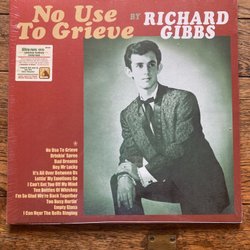 No Use
To Grieve
BY RICHARD
GIBBS
No Use To Grieve
Drinkin' Spree
Bad Dreams
Hey Mr Lucky
It's All Over Between Us
Lettin' My Emotions Go
I Can't Get You Off My Mind
Two Bottles Of Whiskey
I'm So Glad We're Back Together
Too Busy Hurtin'
Empty Glass
I Can Hear The Bells Singing